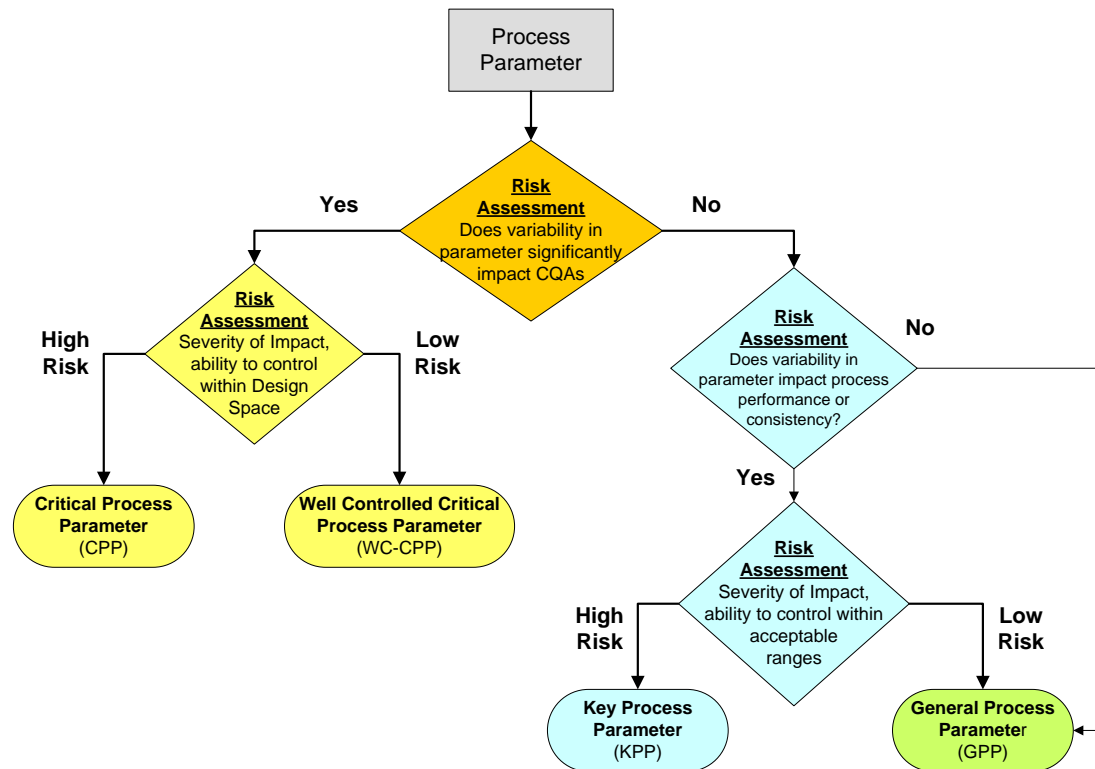 Process
Parameter
Risk
Assessment
Does variability in
parameter significantly
impact CQAs
Yes
No
Risk
Assessment
Severity of Impact,
ability to control
within Design
Space
High
Risk
Low
Risk
Risk
Assessment
Does variability in
parameter impact process
performance or
consistency?
No
Yes
Critical Process
Parameter
(CPP)
Well Controlled Critical
Process Parameter
(WC-CPP)
Risk
Assessment
Severity of Impact,
ability to control within
acceptable
ranges
High
Risk
Low
Risk
Key Process
Parameter
(KPP)
General Process
Parameter
(GPP)